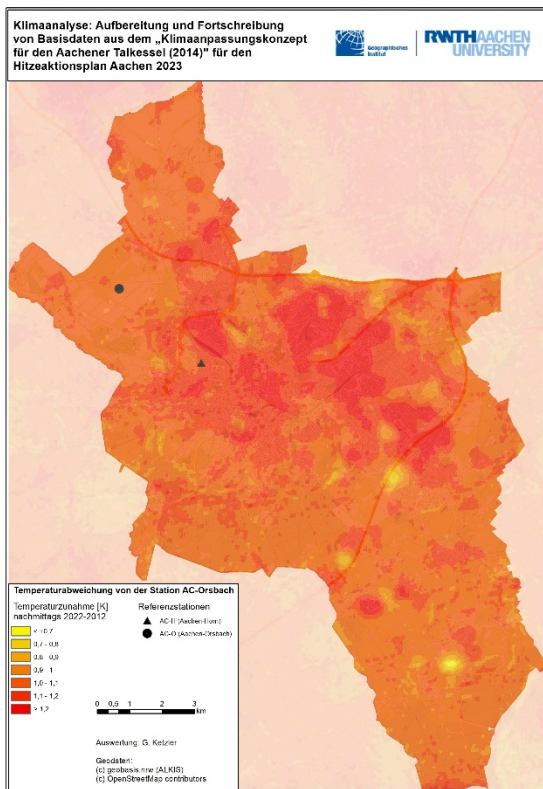 Klimaanalyse: Aufbereitung und Fortschreibung
von Basisdaten aus dem „Klimaanpassungskonzept
für den Aachener Talkessel (2014)" für den
Hitzeaktionsplan Aachen 2023
Geographisches
Institut
RWTHAACHEN
UNIVERSITY
Temperaturabweichung von der Station AC-Orsbach
Temperaturzunahme [K]
nachmittags 2022-2012
< +0,7
0,7 - 0,8
0,8 - 0,9
0,9 - 1
1,0 - 1,1
1,1 - 1,2
> 1,2
Referenzstationen
AC-H (Aachen-Hörn)
AC-O (Aachen-Orsbach)
0 0,5 1 2 3
km
Auswertung: G. Ketzler
Geodaten:
(c) geobasis.nrw (ALKIS)
(c) OpenStreetMap contributors